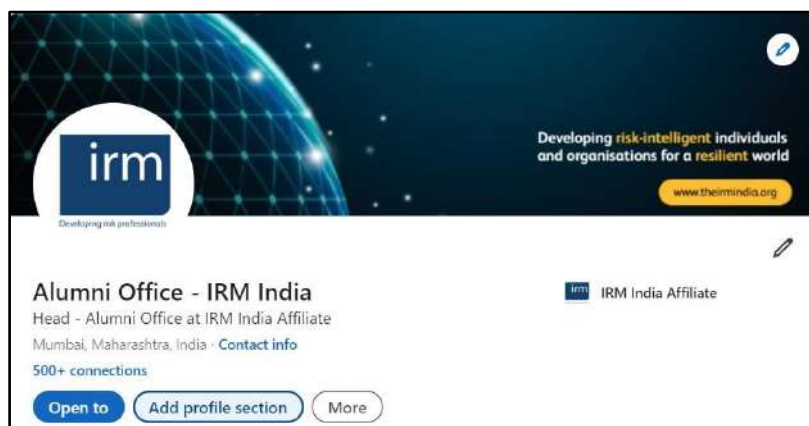 Developing risk-intelligent individuals
and organisations for a resilient world
www.theirmindia.org
irm
Developing risk professionals
Alumni Office - IRM India
irm IRM India Affiliate
Head - Alumni Office at IRM India Affiliate
Mumbai, Maharashtra, India · Contact info
500+ connections
Open to Add profile section More